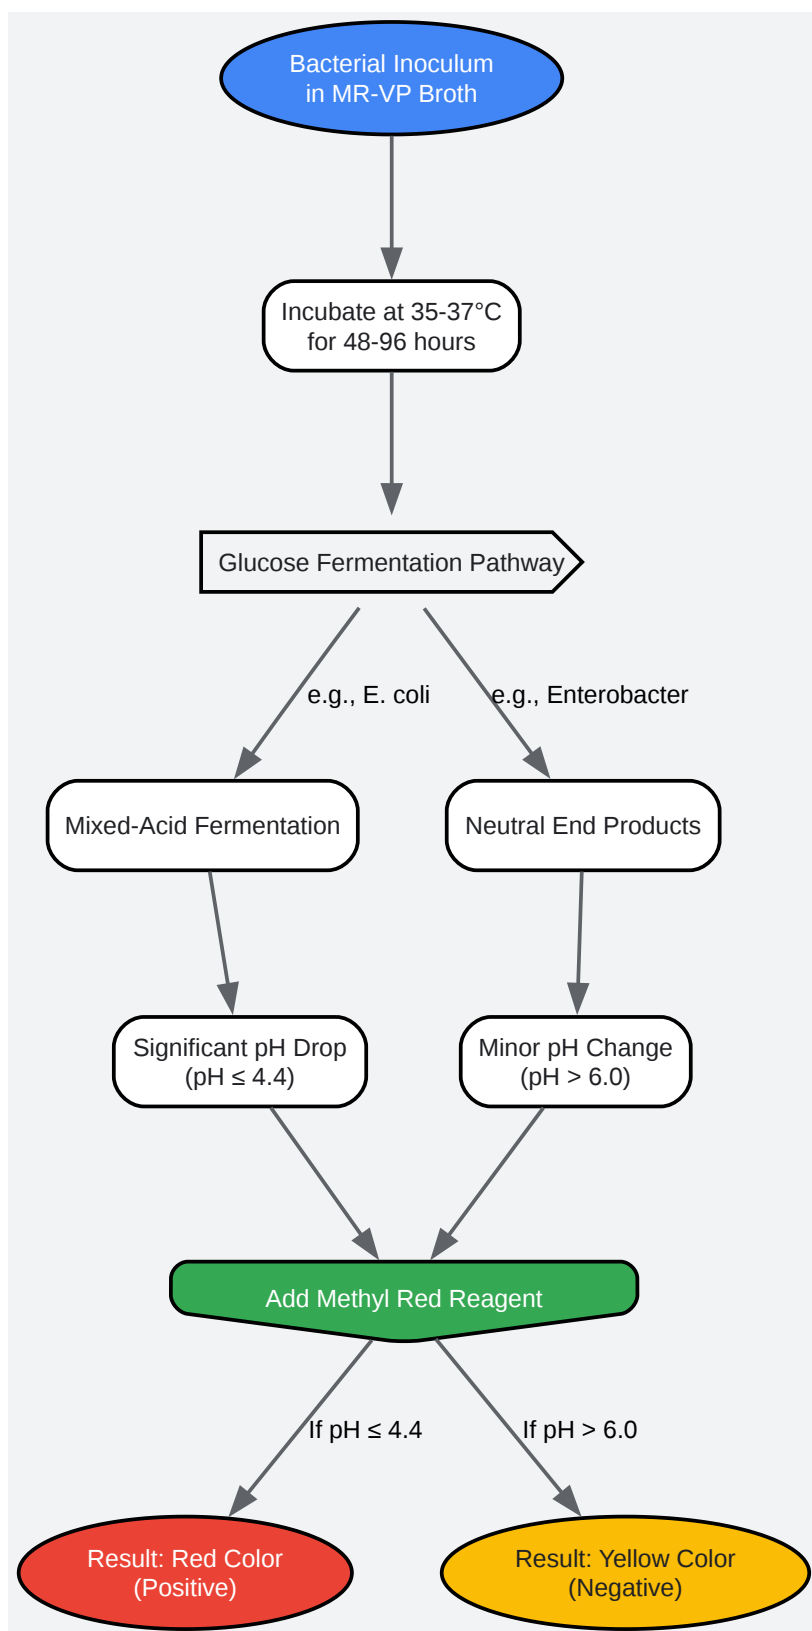 Bacterial Inoculum
in MR-VP Broth
Incubate at 35-37°C
for 48-96 hours
Glucose Fermentation Pathway
e.g., E. coli
e.g., Enterobacter
Mixed-Acid Fermentation
Neutral End Products
Significant pH Drop
(pH ≤ 4.4)
Minor pH Change
(pH > 6.0)
Add Methyl Red Reagent
If pH ≤ 4.4
If pH > 6.0
Result: Red Color
(Positive)
Result: Yellow Color
(Negative)